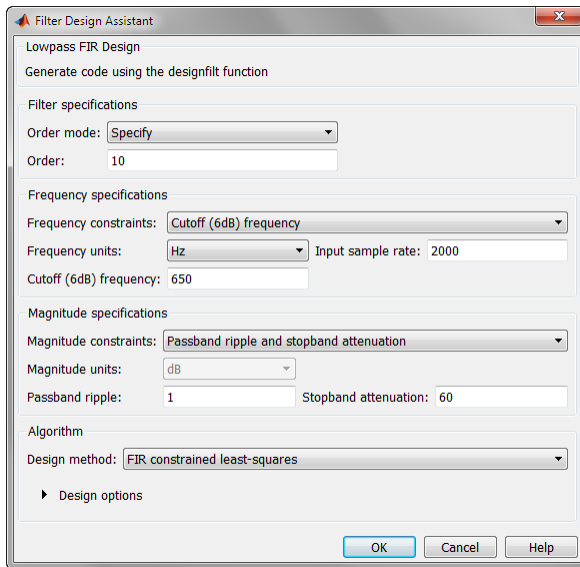 Filter Design Assistant
Lowpass FIR Design
Generate code using the designfilt function
Filter specifications
Order mode: Specify
Order: 10
Frequency specifications
Frequency constraints: Cutoff (6dB) frequency
Frequency units: Hz Input sample rate: 2000
Cutoff (6dB) frequency: 650
Magnitude specifications
Magnitude constraints: Passband ripple and stopband attenuation
Magnitude units: dB
Passband ripple: 1 Stopband attenuation: 60
Algorithm
Design method: FIR constrained least-squares
Design options
OK Cancel Help